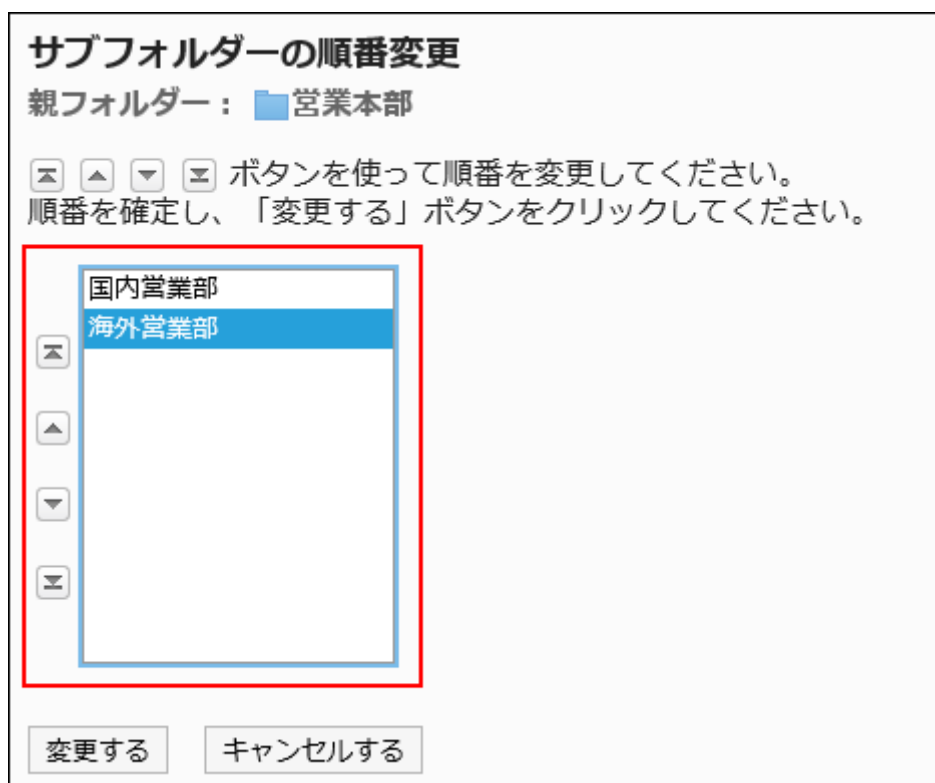 サブフォルダーの順番変更
親フォルダー： 営業本部
ボタンを使って順番を変更してください。
順番を確定し、「変更する」ボタンをクリックしてください。
国内営業部
海外営業部
変更する
キャンセルする